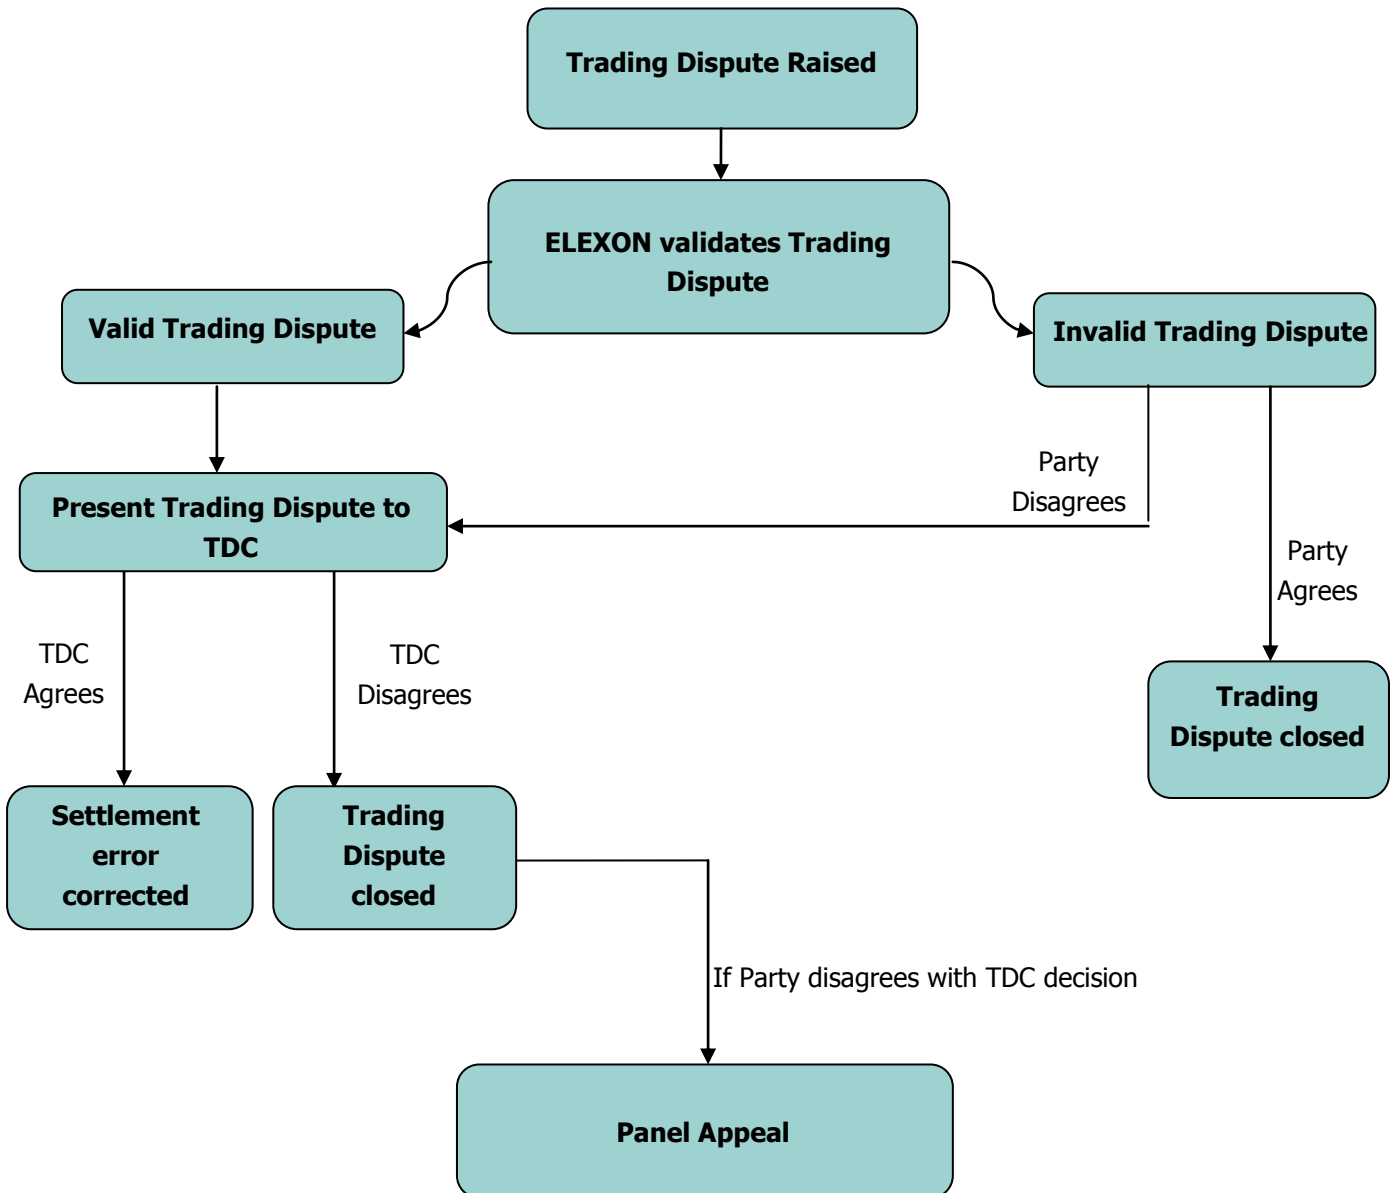 Trading Dispute Raised
ELEXON validates Trading
Dispute
Valid Trading Dispute
Invalid Trading Dispute
Party
Disagrees
Present Trading Dispute to
TDC
Party
Agrees
TDC
Agrees
TDC
Disagrees
Trading
Dispute closed
Settlement
error
corrected
Trading
Dispute
closed
If Party disagrees with TDC decision
Panel Appeal